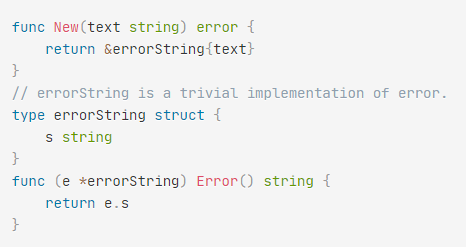 func New(text string) error {
    return &errorString{text}
}
// errorString is a trivial implementation of error.
type errorString struct {
    s string
}
func (e *errorString) Error() string {
    return e.s
}